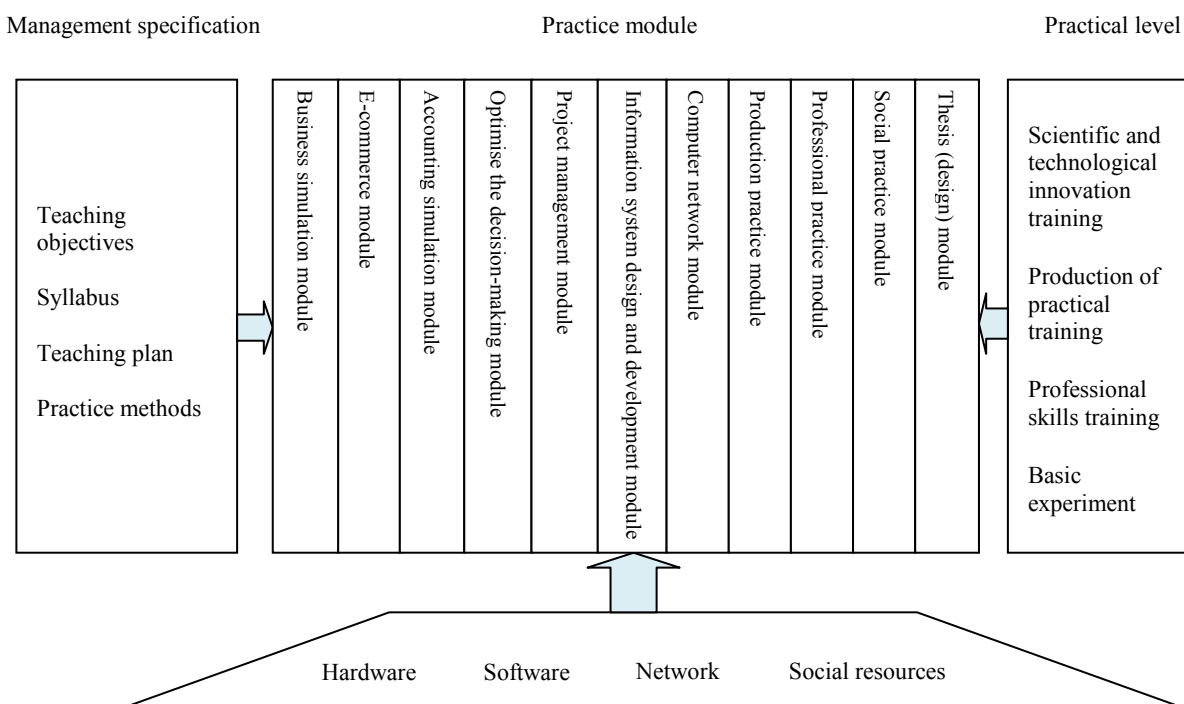 Management specification
Practice module
Practical level
Teaching
objectives
Syllabus
Teaching plan
Practice methods
Business simulation module
E-commerce module
Accounting simulation module
Optimise the decision-making module
Project management module
Information system design and development module
Computer network module
Production practice module
Professional practice module
Social practice module
Thesis (design) module
Scientific and
technological
innovation
training
Production of
practical
training
Professional
skills training
Basic
experiment
Hardware
Software
Network
Social resources